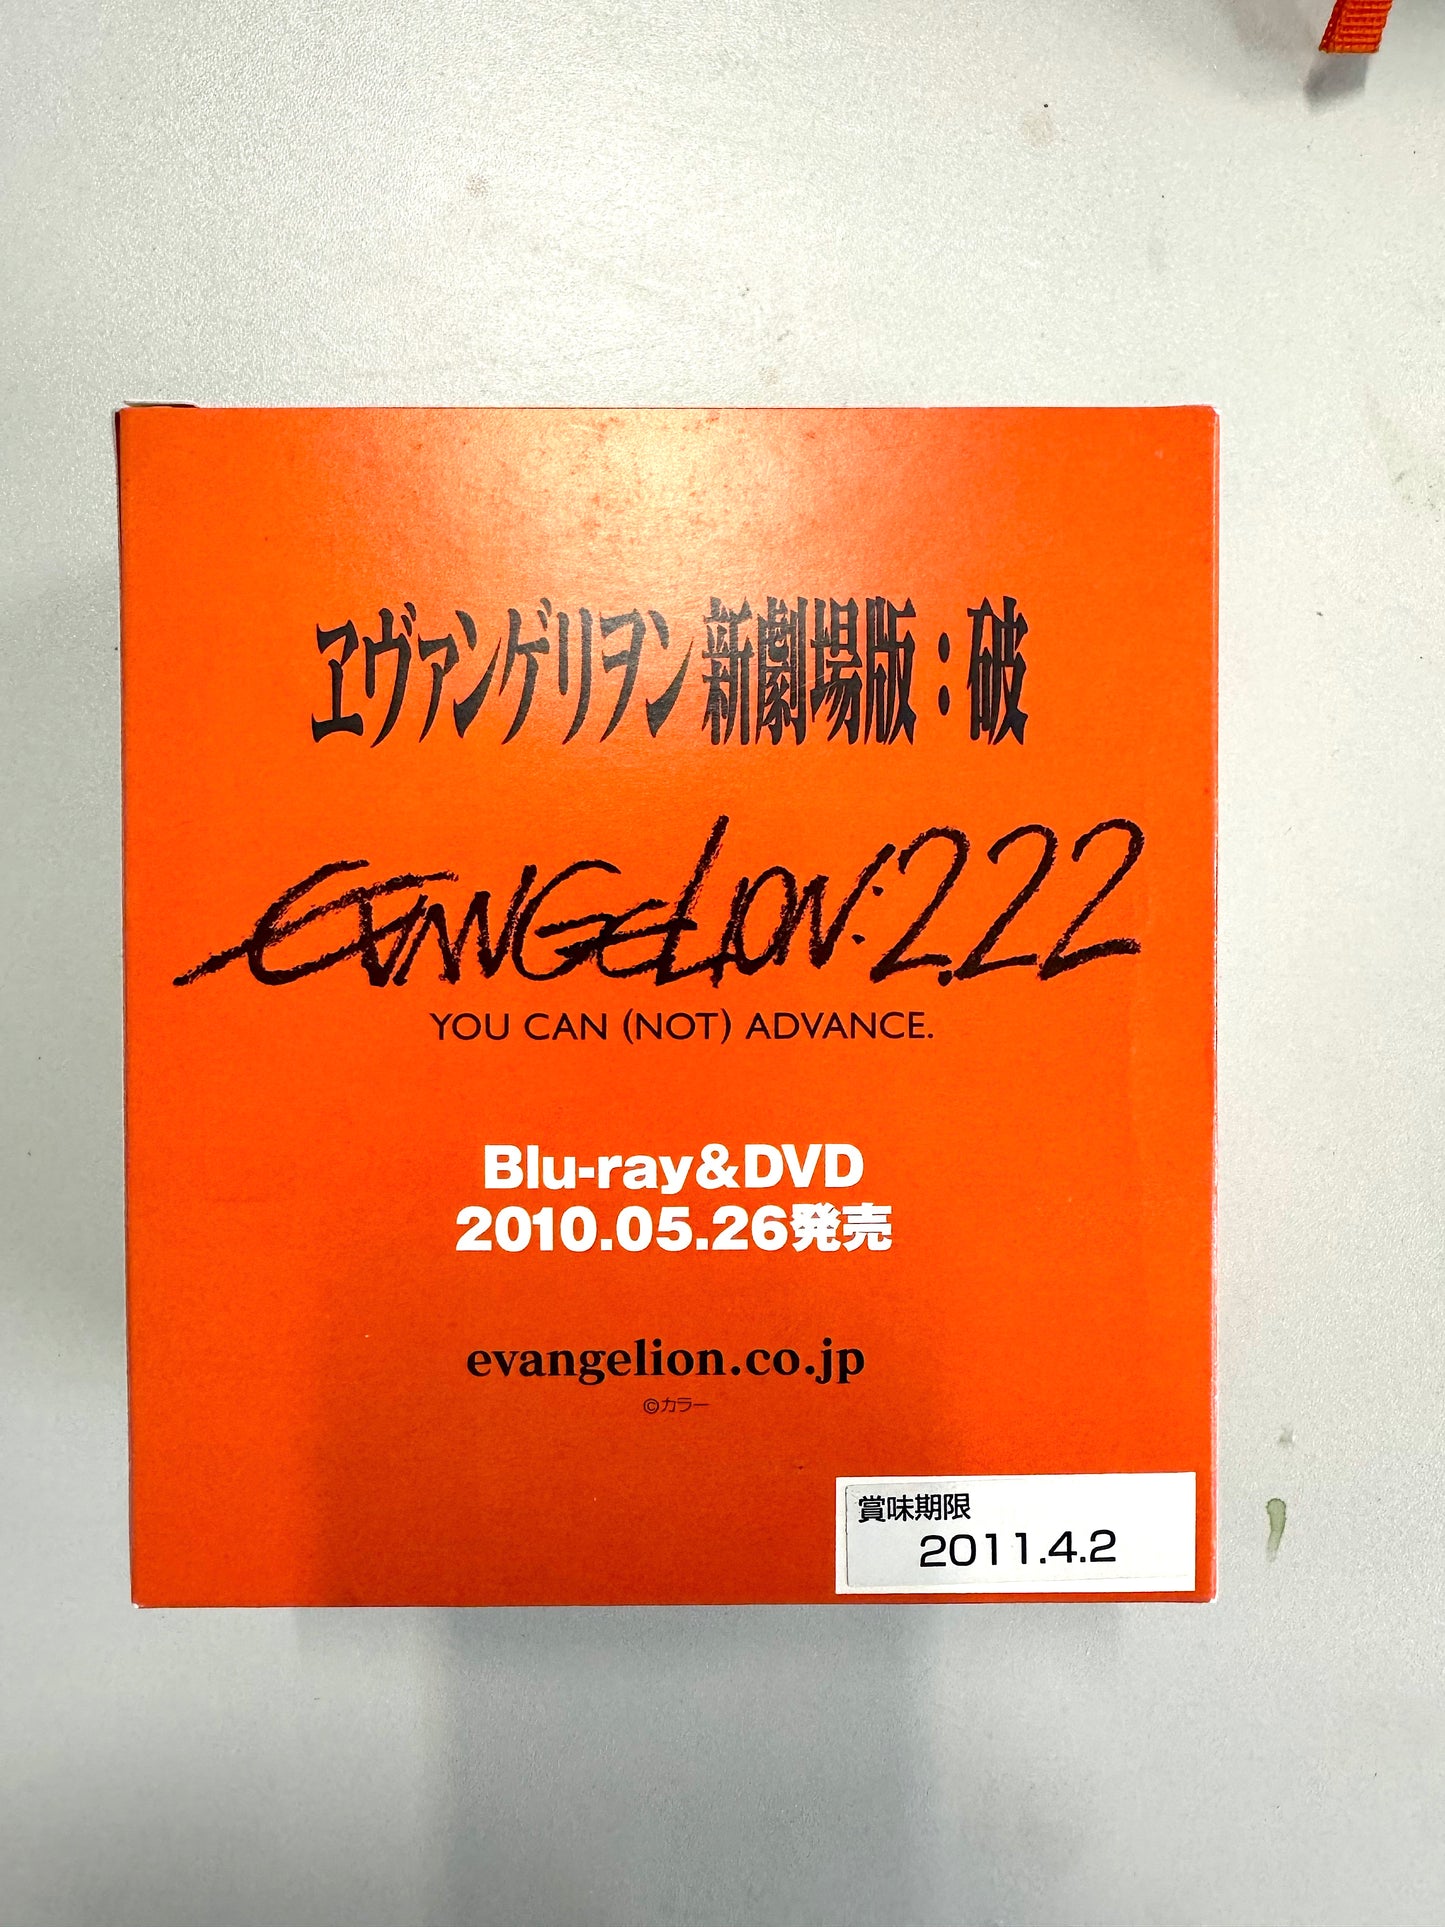 ヱヴァンゲリヲン新劇場版：破
EVANGELION:2.22
YOU CAN (NOT) ADVANCE.
Blu-ray&DVD
2010.05.26発売
evangelion.co.jp
©カラー
賞味期限
2011.4.2